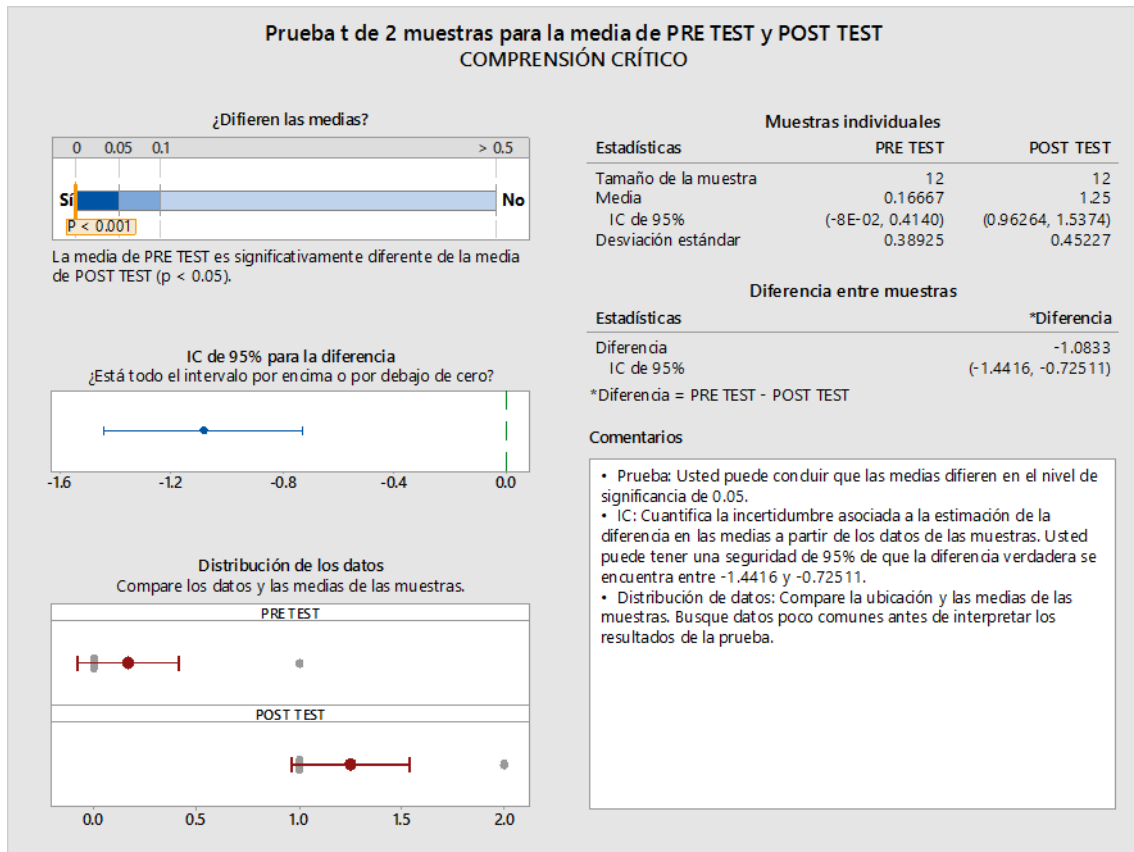 Prueba t de 2 muestras para la media de PRE TEST y POST TEST
COMPRENSIÓN CRÍTICO
¿Difieren las medias?
0 0.05 0.1 > 0.5
Sí No
P < 0.001
La media de PRE TEST es significativamente diferente de la media
de POST TEST (p < 0.05).
IC de 95% para la diferencia
¿Está todo el intervalo por encima o por debajo de cero?
-1.6 -1.2 -0.8 -0.4 0.0
Distribución de los datos
Compare los datos y las medias de las muestras.
PRE TEST
POST TEST
0.0 0.5 1.0 1.5 2.0
Muestras individuales
Estadísticas PRE TEST POST TEST
Tamaño de la muestra 12 12
Media 0.16667 1.25
IC de 95% (-8E-02, 0.4140) (0.96264, 1.5374)
Desviación estándar 0.38925 0.45227
Diferencia entre muestras
Estadísticas *Diferencia
Diferencia -1.0833
IC de 95% (-1.4416, -0.72511)
*Diferencia = PRE TEST - POST TEST
Comentarios
• Prueba: Usted puede concluir que las medias difieren en el nivel de
significancia de 0.05.
• IC: Cuantifica la incertidumbre asociada a la estimación de la
diferencia en las medias a partir de los datos de las muestras. Usted
puede tener una seguridad de 95% de que la diferencia verdadera se
encuentra entre -1.4416 y -0.72511.
• Distribución de datos: Compare la ubicación y las medias de las
muestras. Busque datos poco comunes antes de interpretar los
resultados de la prueba.